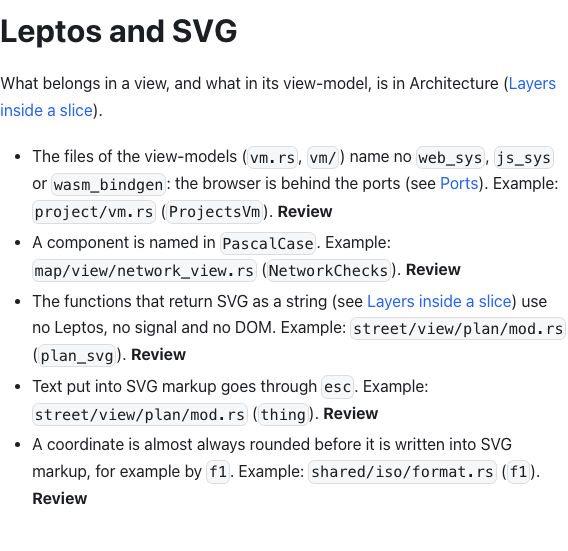 Leptos and SVG
What belongs in a view, and what in its view-model, is in Architecture (Layers
inside a slice).
• The files of the view-models (vm.rs, vm/) name no web_sys, js_sys
or wasm_bindgen: the browser is behind the ports (see Ports). Example:
project/vm.rs (ProjectsVm). Review
• A component is named in PascalCase. Example:
map/view/network_view.rs (NetworkChecks). Review
• The functions that return SVG as a string (see Layers inside a slice) use
no Leptos, no signal and no DOM. Example: street/view/plan/mod.rs
(plan_svg). Review
• Text put into SVG markup goes through esc. Example:
street/view/plan/mod.rs (thing). Review
• A coordinate is almost always rounded before it is written into SVG
markup, for example by f1. Example: shared/iso/format.rs (f1).
Review